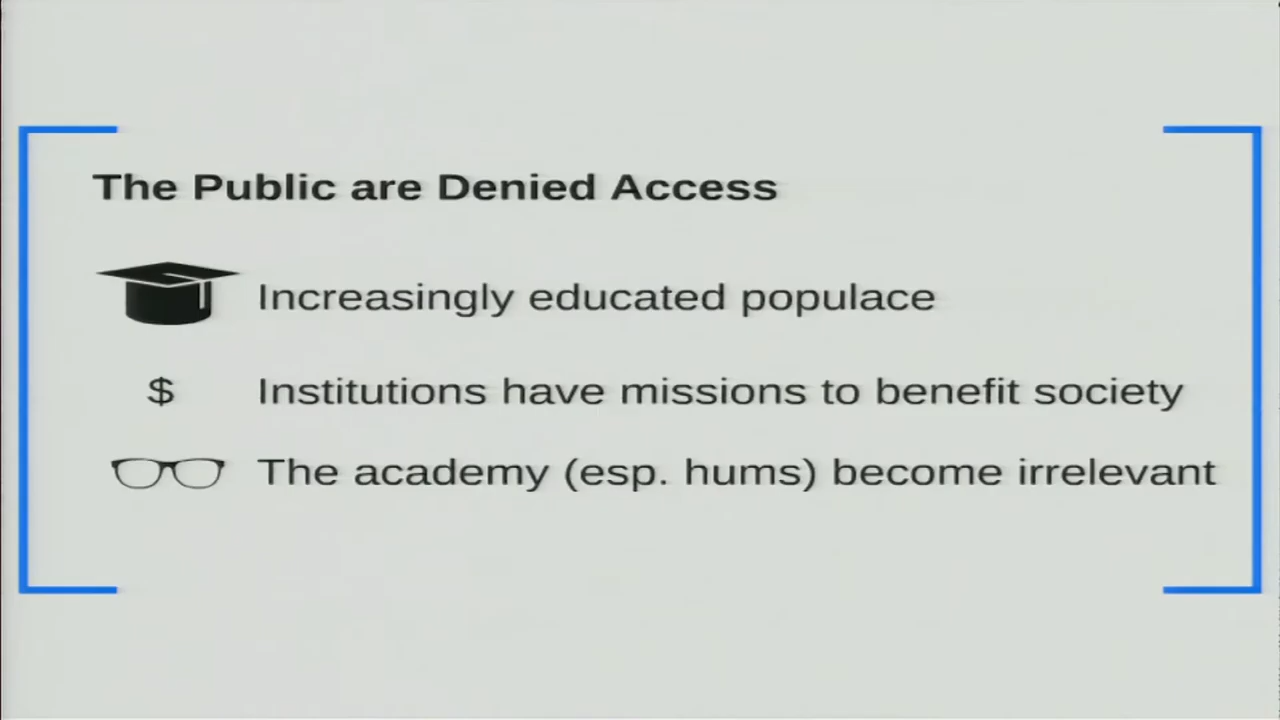 The Public are Denied Access
Increasingly educated populace
$ Institutions have missions to benefit society
The academy (esp. hums) become irrelevant